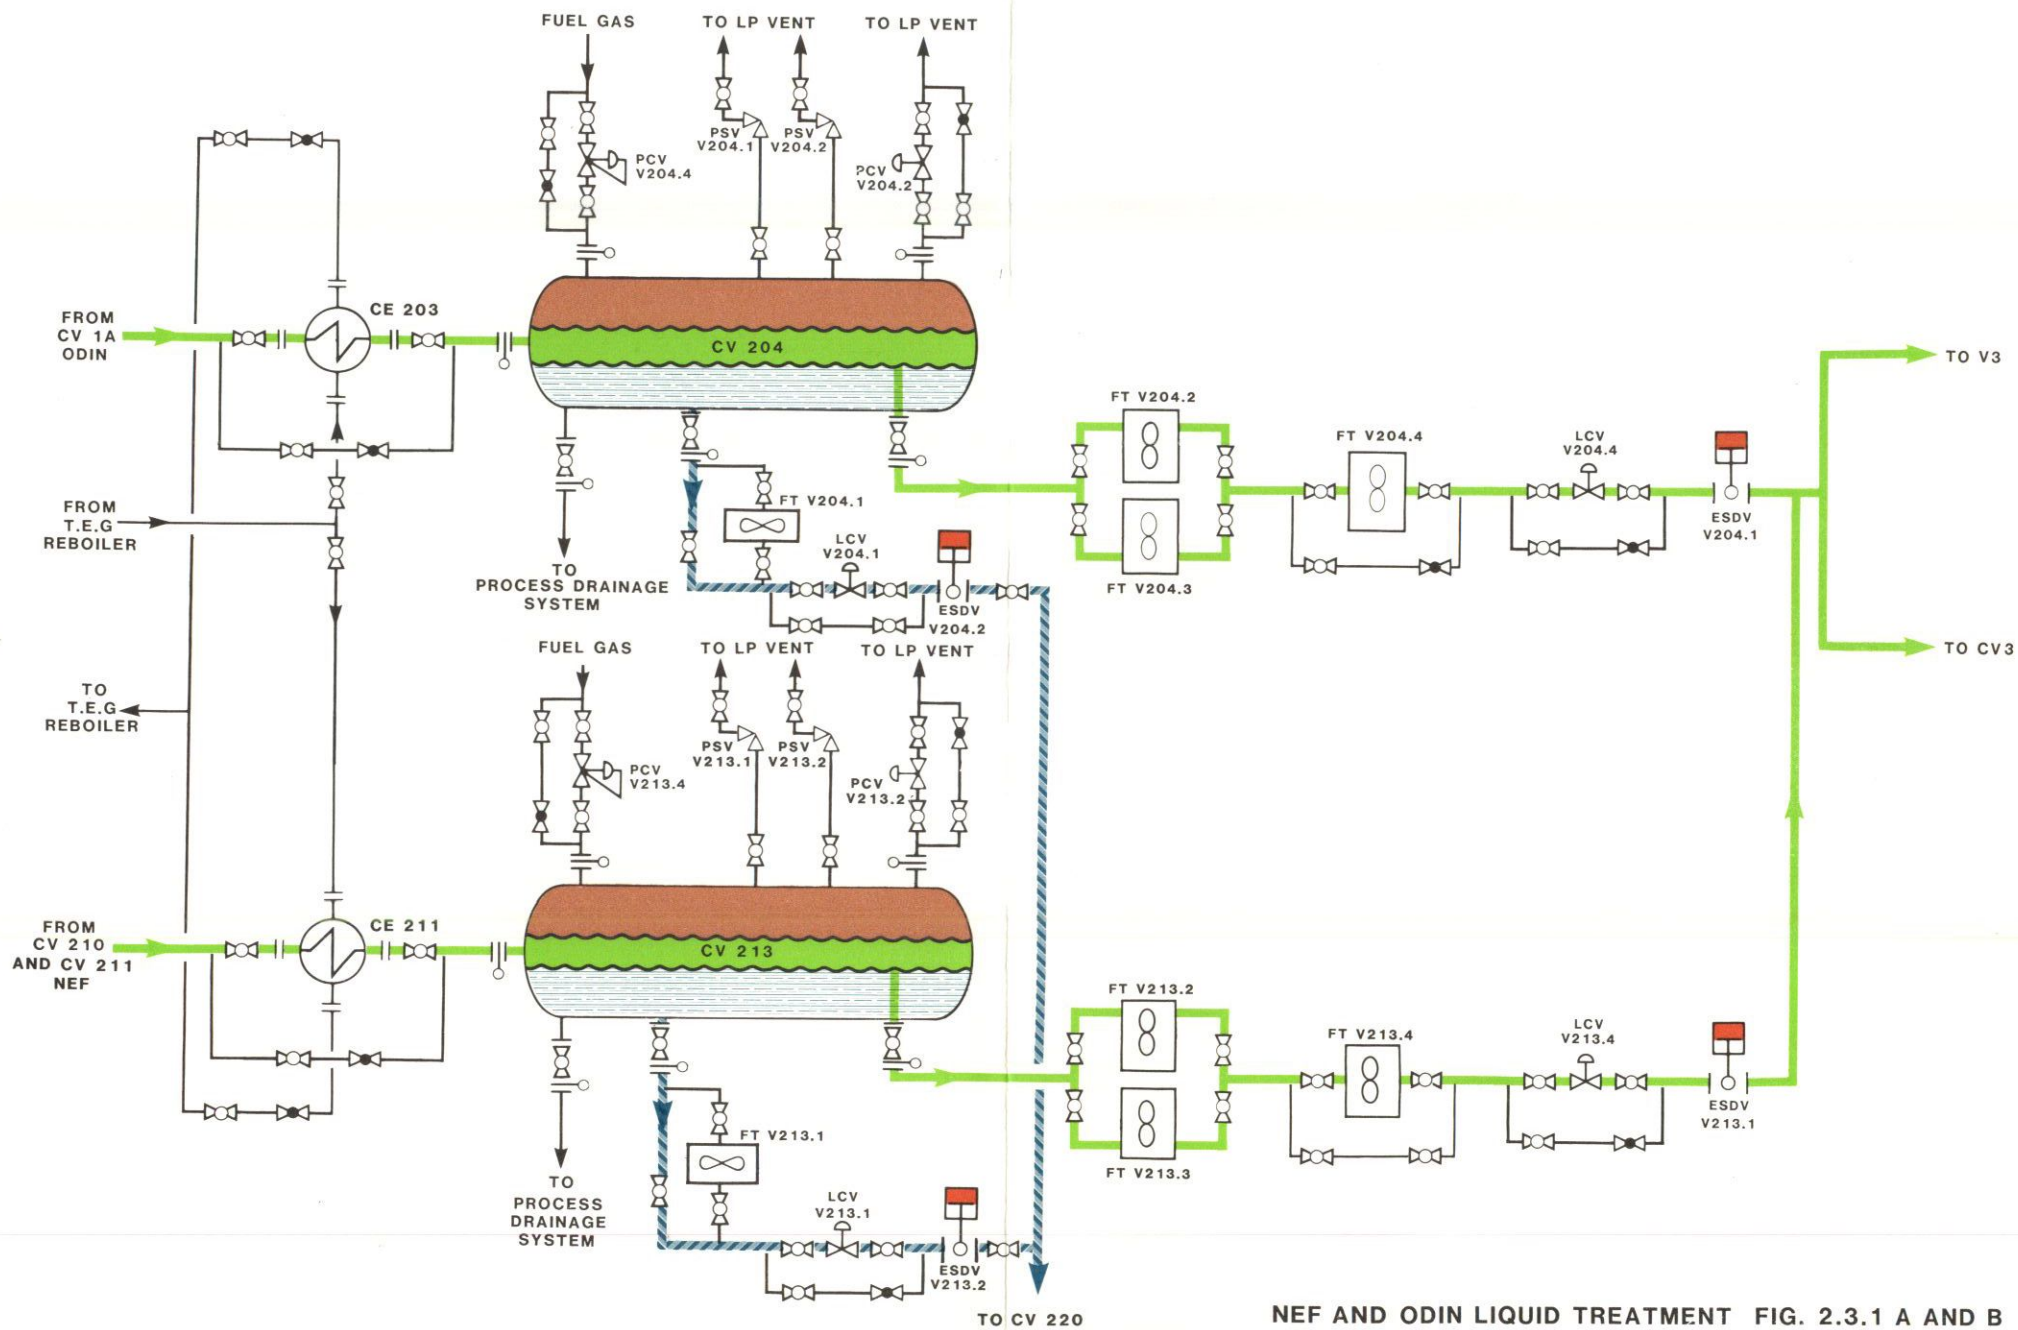 FUEL GAS
TO LP VENT
TO LP VENT
PSV
V204.1
PSV
V204.2
PCV
V204.4
PCV
V204.2
CE 203
FROM
CV 1A
ODIN
CV 204
TO V3
FT V204.2
FT V204.4
LCV
V204.4
FT V204.1
FROM
T.E.G
REBOILER
LCV
V204.1
ESDV
V204.1
TO
PROCESS DRAINAGE
SYSTEM
FT V204.3
ESDV
V204.2
FUEL GAS
TO LP VENT
TO LP VENT
TO CV3
TO
T.E.G
REBOILER
PSV
V213.1
PSV
V213.2
PCV
V213.4
PCV
V213.2
CE 211
FROM
CV 210
AND CV 211
NEF
CV 213
FT V213.2
FT V213.4
LCV
V213.4
ESDV
V213.1
FT V213.1
FT V213.3
TO
PROCESS
DRAINAGE
SYSTEM
LCV
V213.1
ESDV
V213.2
TO CV 220
NEF AND ODIN LIQUID TREATMENT FIG. 2.3.1 A AND B